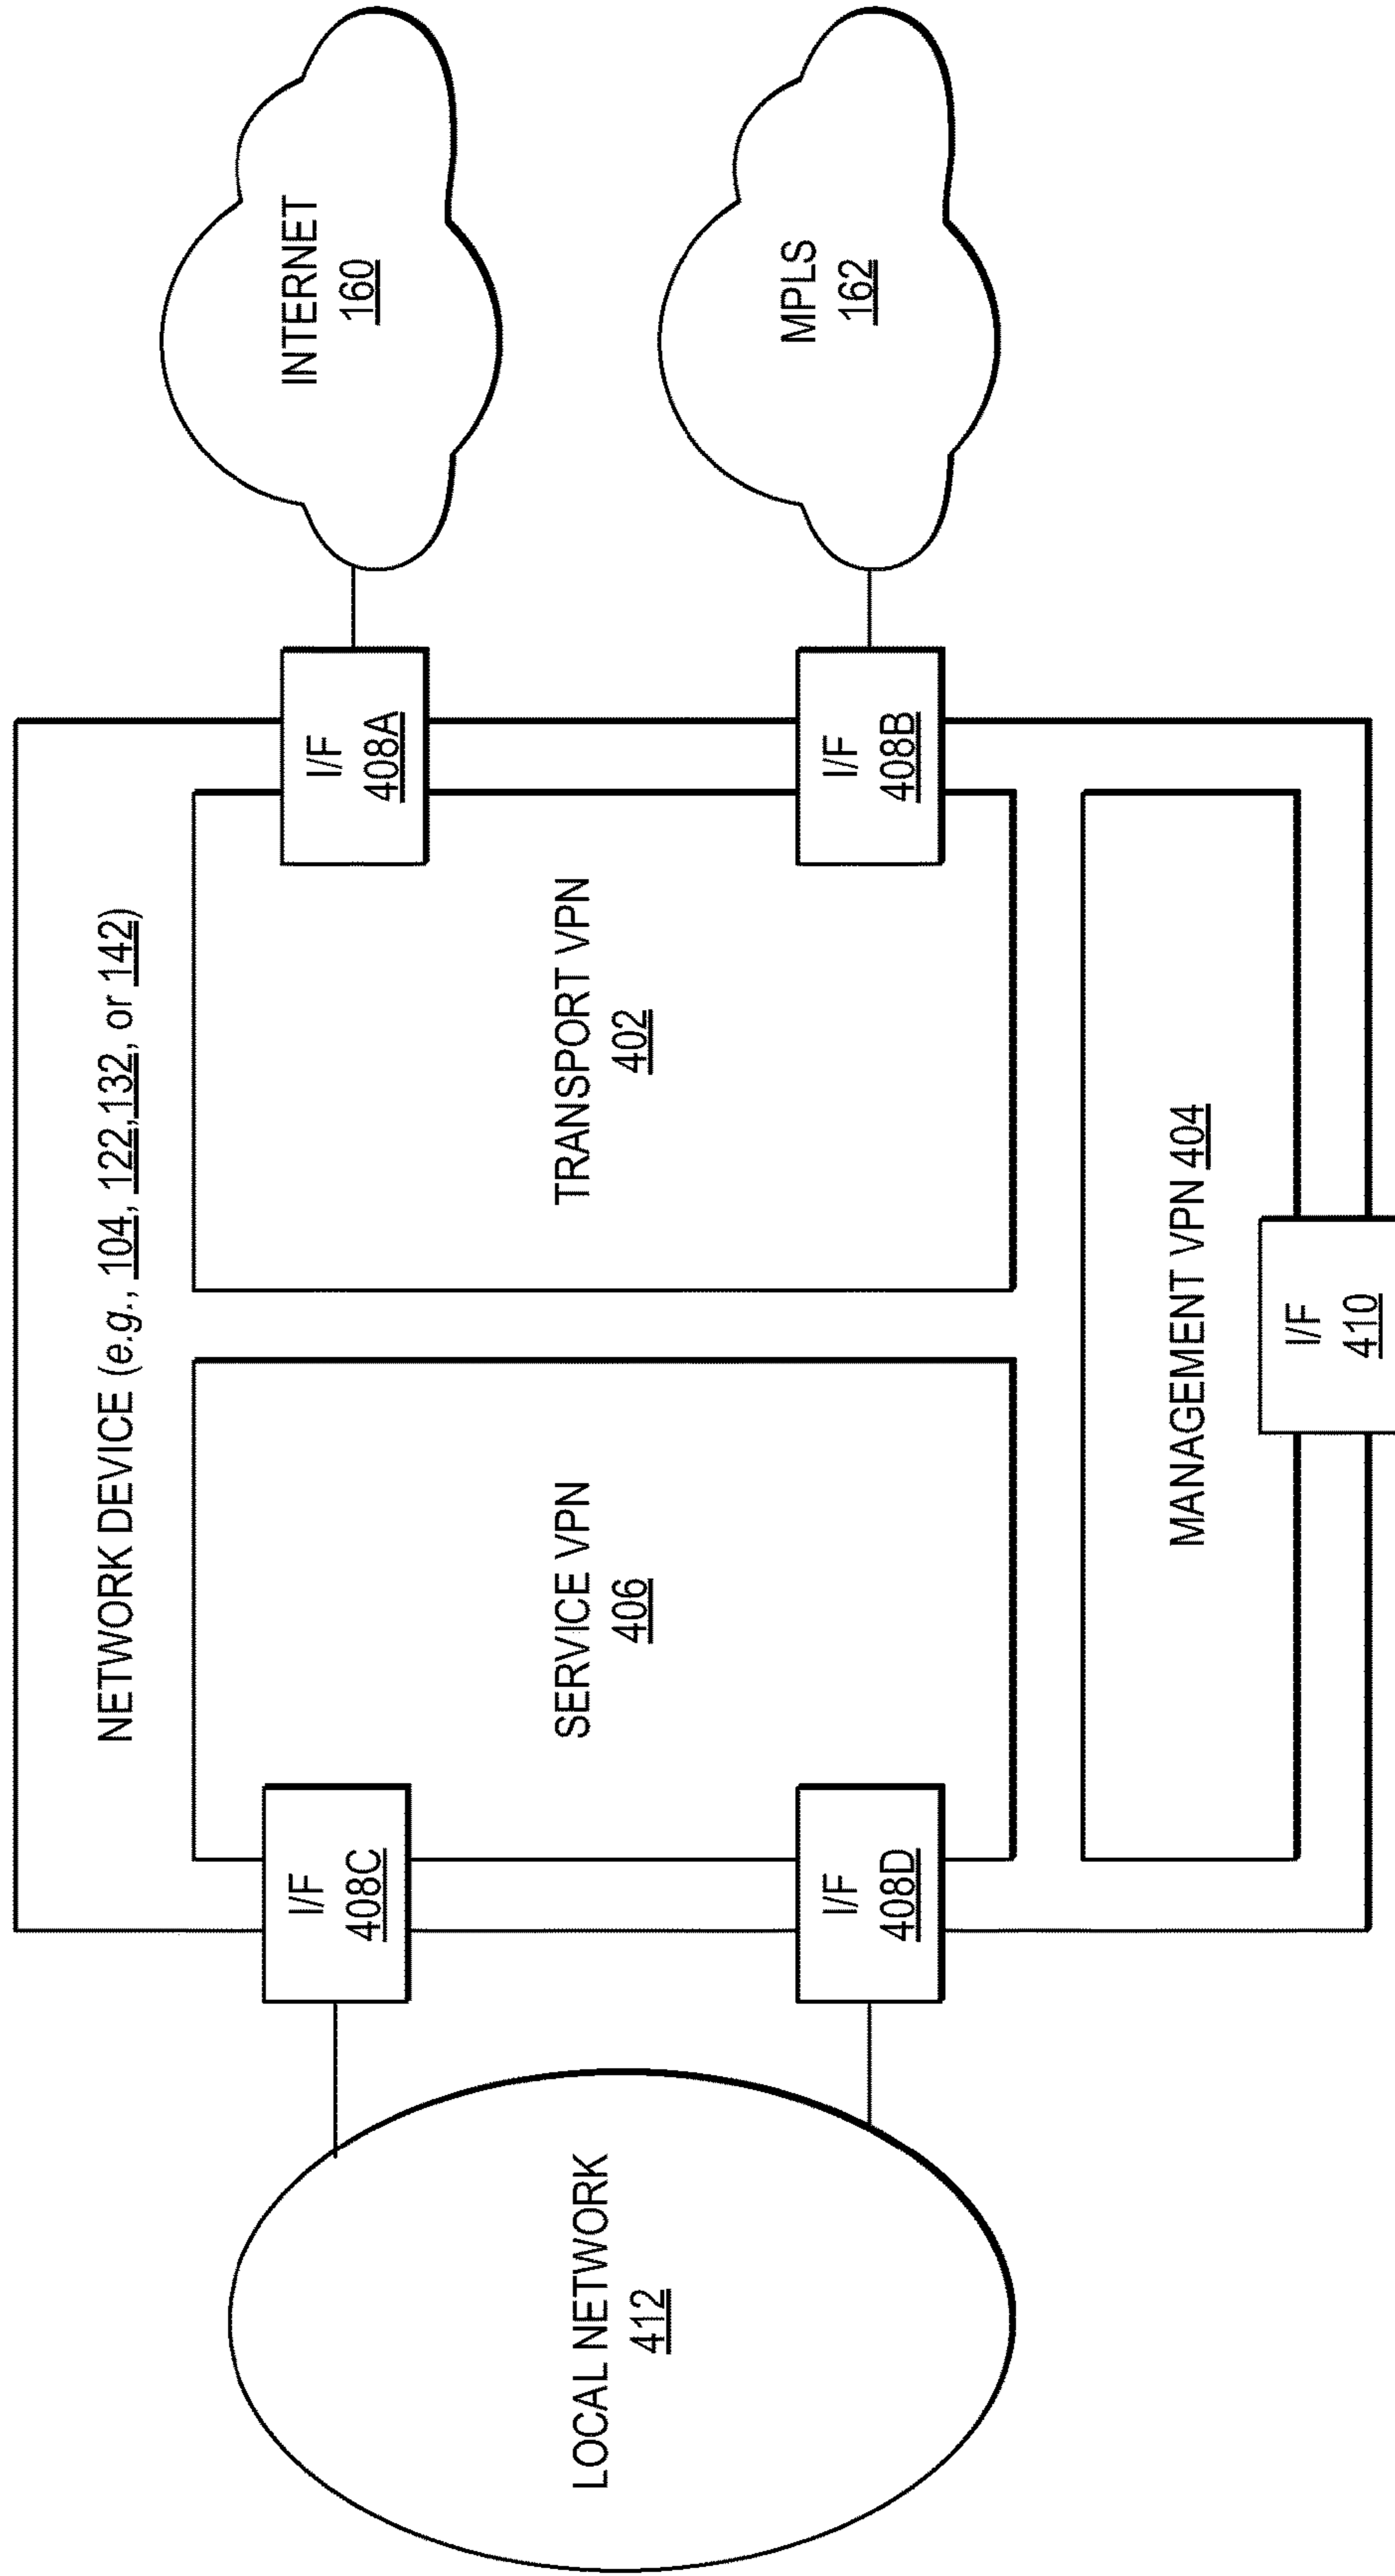 NETWORK DEVICE (e.g., 104, 122,132, or 142)
LOCAL NETWORK
412
I/F
408C
I/F
408D
SERVICE VPN
406
TRANSPORT VPN
402
I/F
408A
I/F
408B
INTERNET
160
MPLS
162
MANAGEMENT VPN 404
I/F
410